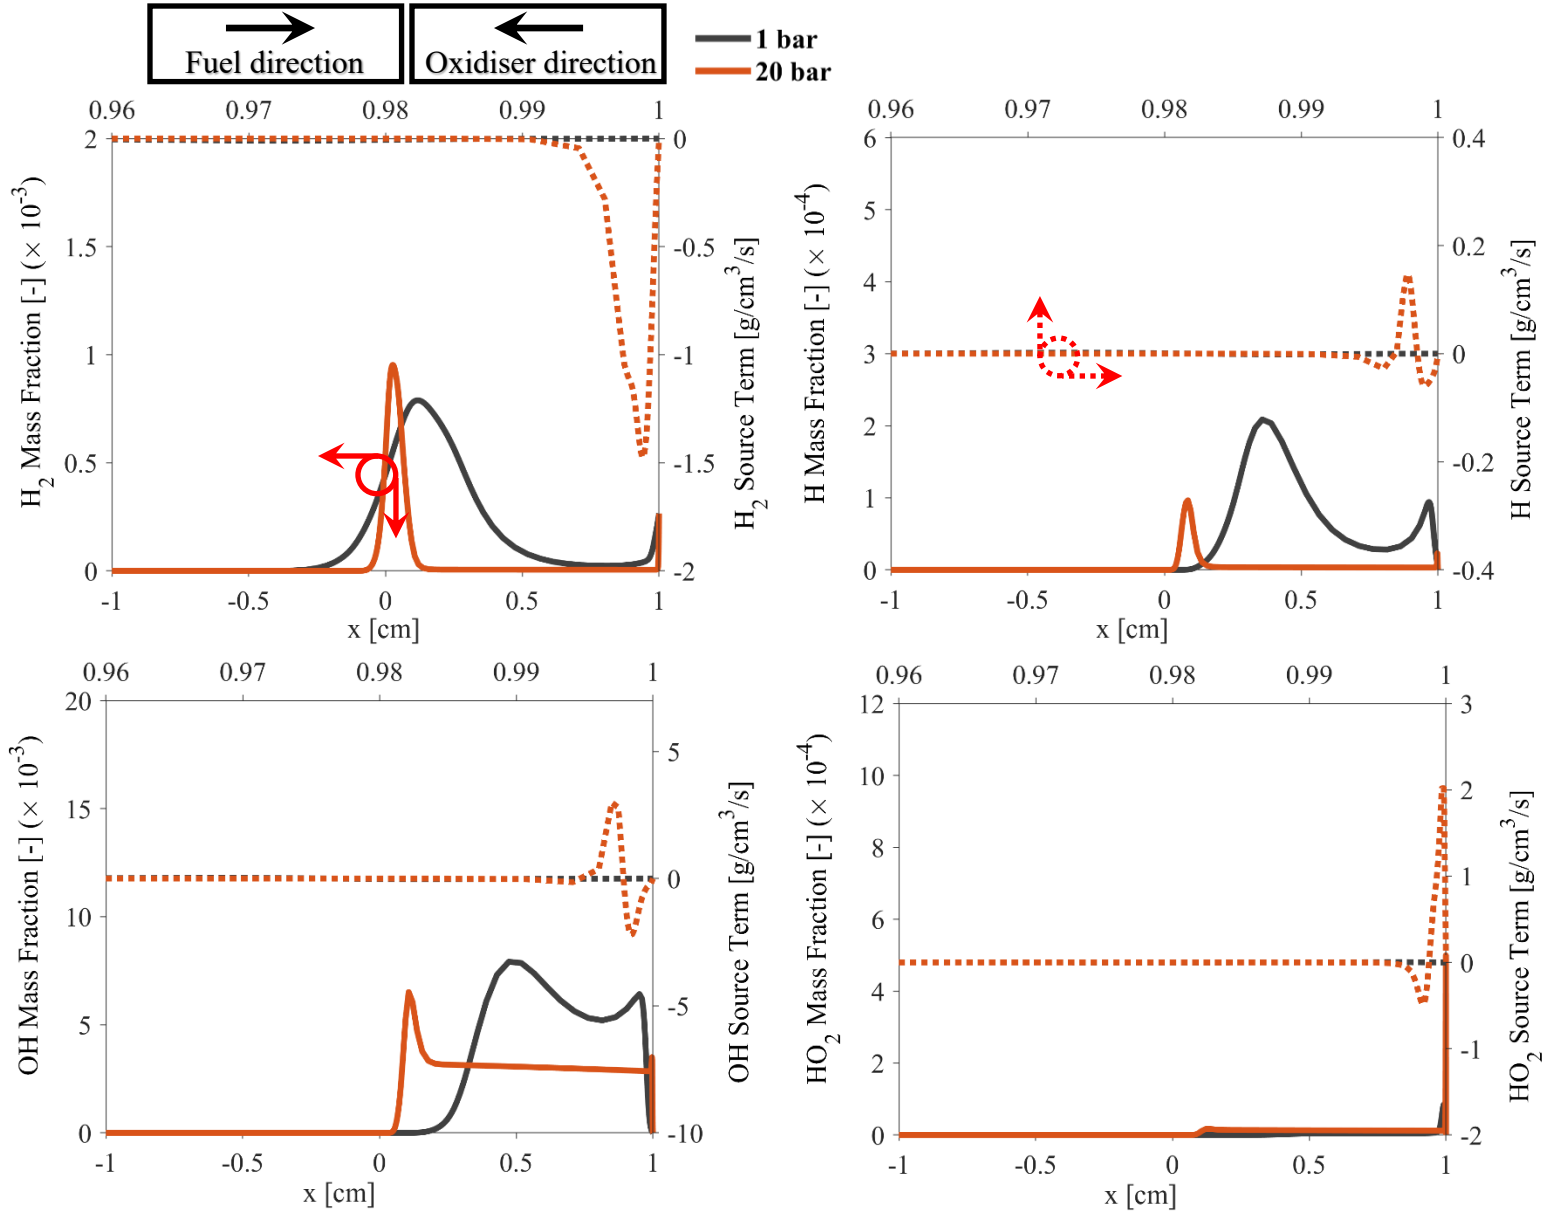 Fuel direction
Oxidiser direction
1 bar
20 bar
0.96 0.97 0.98 0.99 1
2 1.5 1 0.5 0
0 -0.5 -1 -1.5 -2
H₂ Mass Fraction [-] (× 10⁻³)
H₂ Source Term [g/cm³/s]
-1 -0.5 0 0.5 1
x [cm]
0.96 0.97 0.98 0.99 1
6 5 4 3 2 1 0
0.4 0.2 0 -0.2 -0.4
H Mass Fraction [-] (× 10⁻⁴)
H Source Term [g/cm³/s]
-1 -0.5 0 0.5 1
x [cm]
0.96 0.97 0.98 0.99 1
20 15 10 5 0
5 0 -5 -10
OH Mass Fraction [-] (× 10⁻³)
OH Source Term [g/cm³/s]
-1 -0.5 0 0.5 1
x [cm]
0.96 0.97 0.98 0.99 1
12 10 8 6 4 2 0
3 2 1 0 -1 -2
HO₂ Mass Fraction [-] (× 10⁻⁴)
HO₂ Source Term [g/cm³/s]
-1 -0.5 0 0.5 1
x [cm]